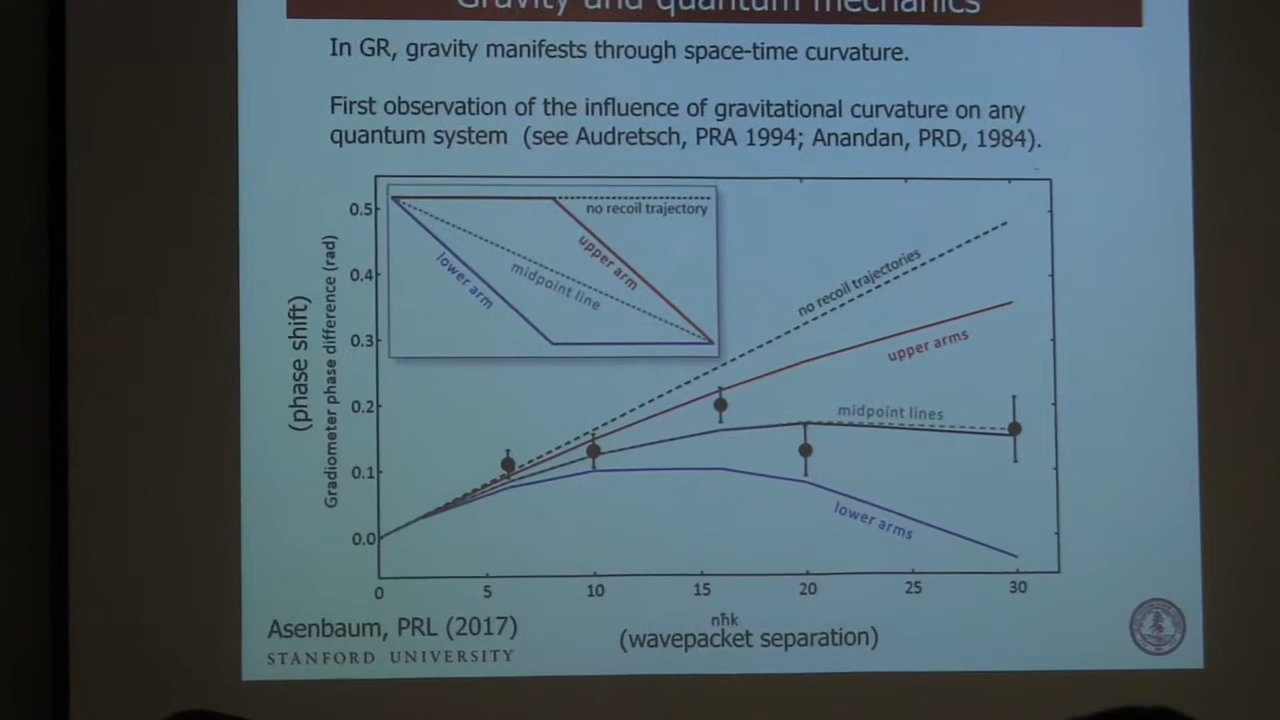 Gravity and quantum mechanics
In GR, gravity manifests through space-time curvature.
First observation of the influence of gravitational curvature on any
quantum system (see Audretsch, PRA 1994; Anandan, PRD, 1984).
(phase shift)
Gradiometer phase difference (rad)
0.5
0.4
0.3
0.2
0.1
0.0
no recoil trajectory
upper arm
midpoint line
lower arm
no recoil trajectories
upper arms
midpoint lines
lower arms
0 5 10 15 20 25 30
nħk
(wavepacket separation)
Asenbaum, PRL (2017)
STANFORD UNIVERSITY